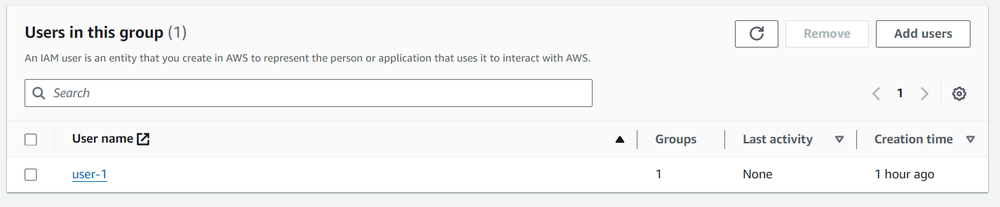 Users in this group (1)
Remove
Add users
An IAM user is an entity that you create in AWS to represent the person or application that uses it to interact with AWS.
Search
1
User name
Groups
Last activity
Creation time
user-1
1
None
1 hour ago